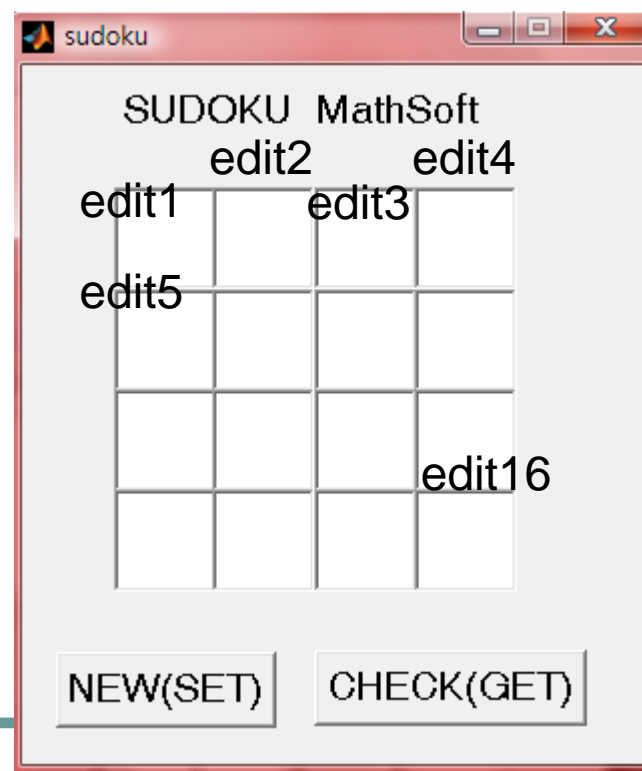 sudoku
SUDOKU MathSoft
edit2 edit4
edit1 edit3
edit5
edit16
NEW(SET) CHECK(GET)